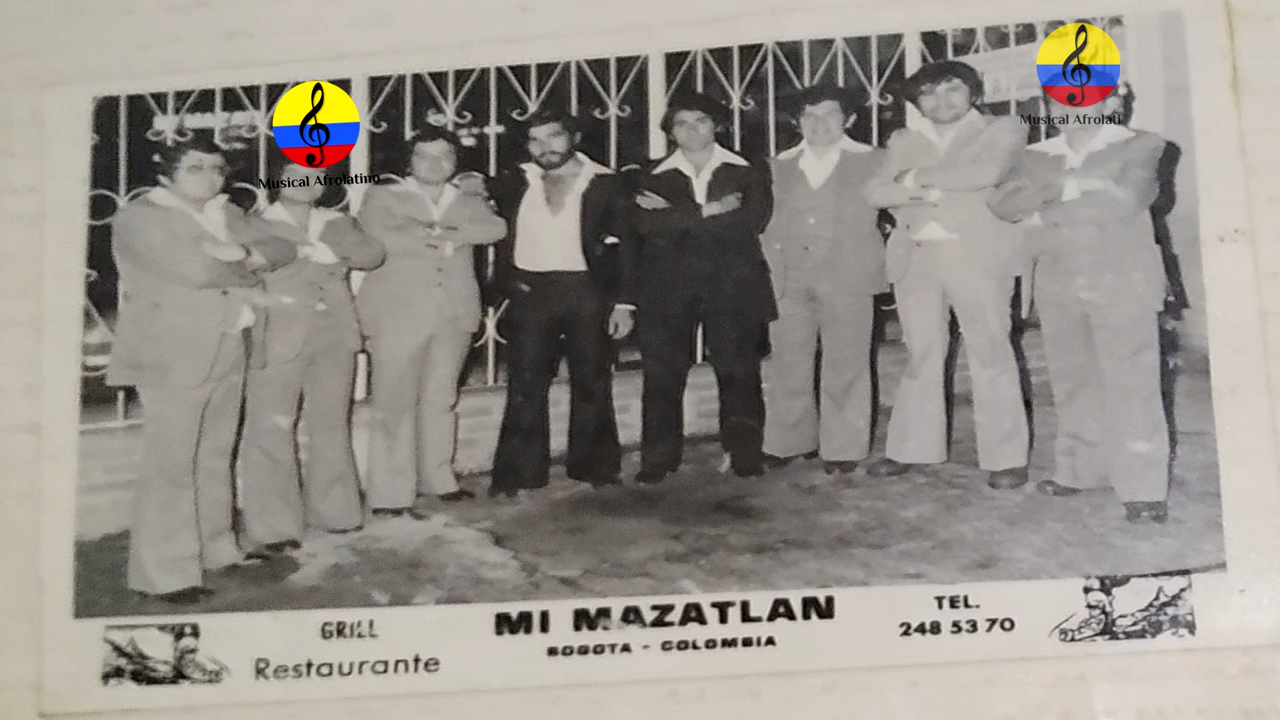 Musical Afrolatino
Musical Afrolati
GRILL
Restaurante
MI MAZATLAN
BOGOTA - COLOMBIA
TEL.
248 53 70